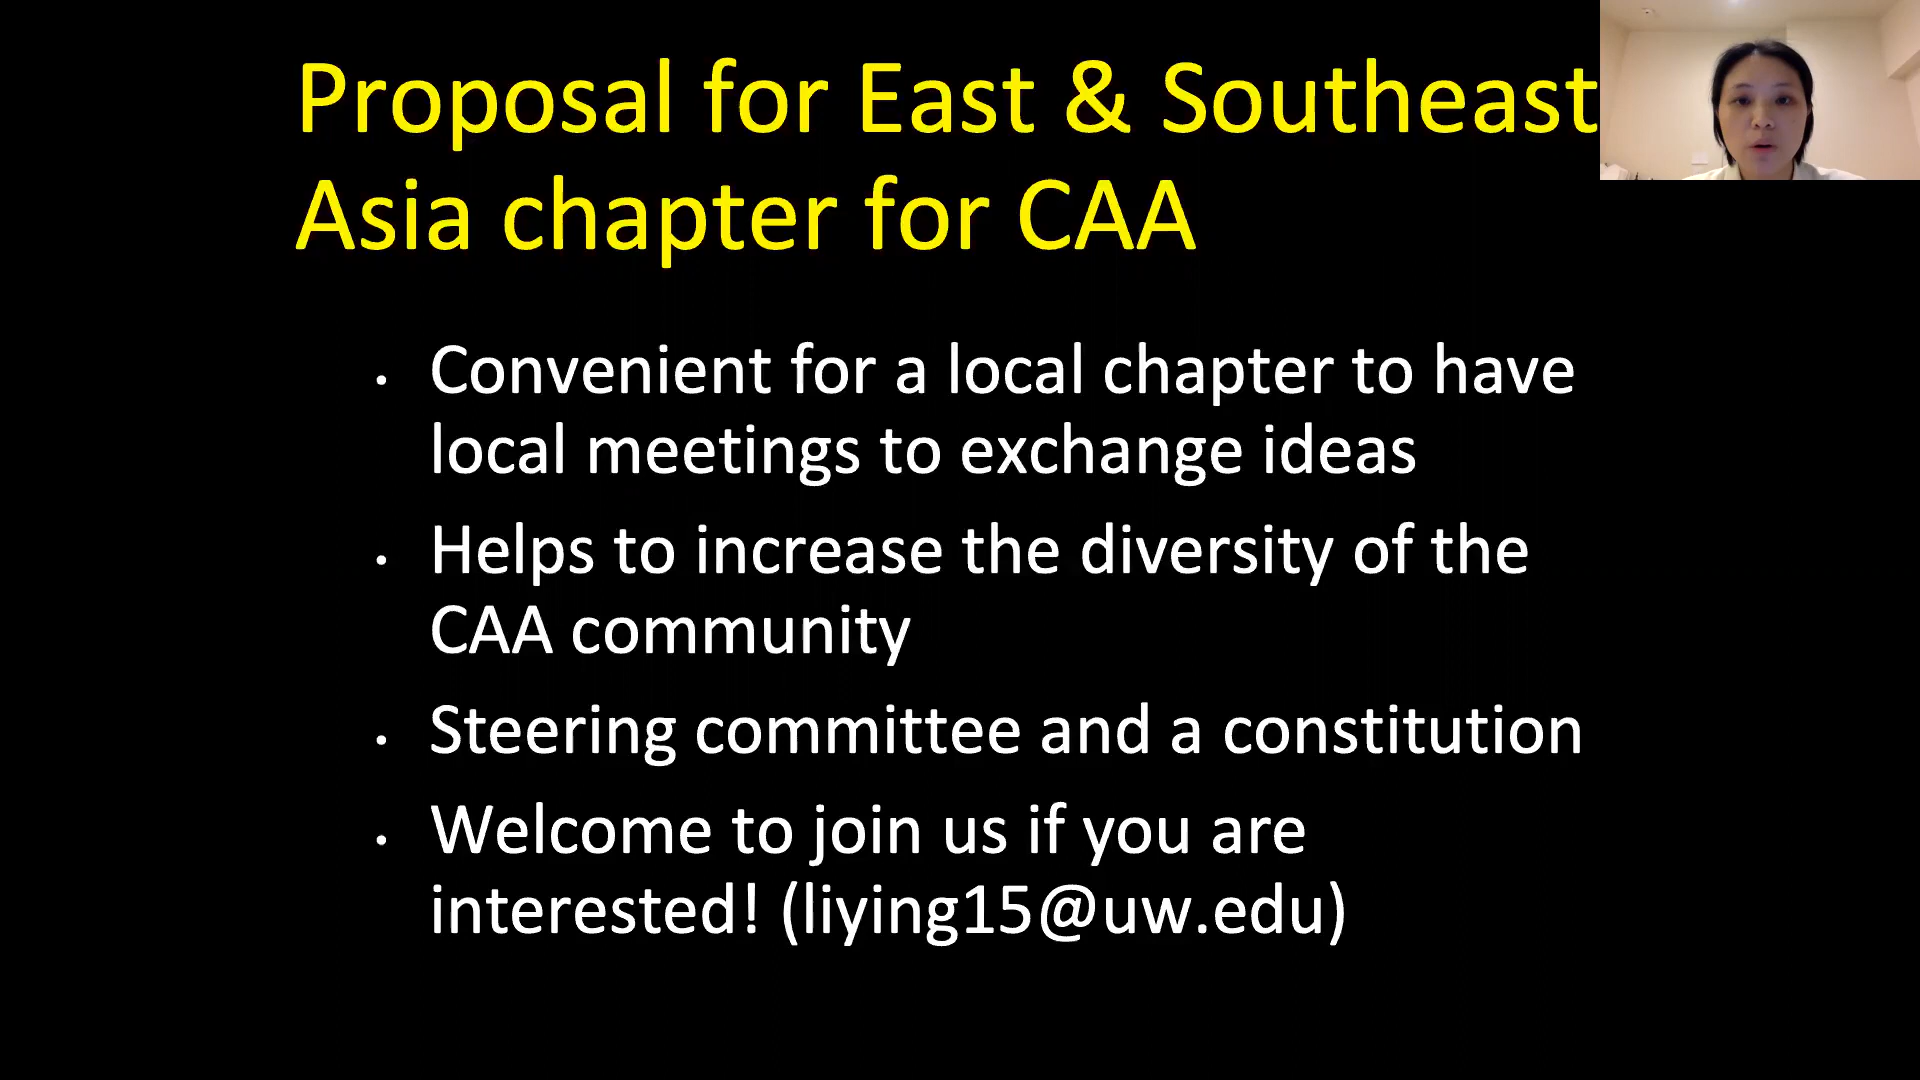 Proposal for East & Southeast
Asia chapter for CAA
• Convenient for a local chapter to have
local meetings to exchange ideas
• Helps to increase the diversity of the
CAA community
• Steering committee and a constitution
• Welcome to join us if you are
interested! (liying15@uw.edu)